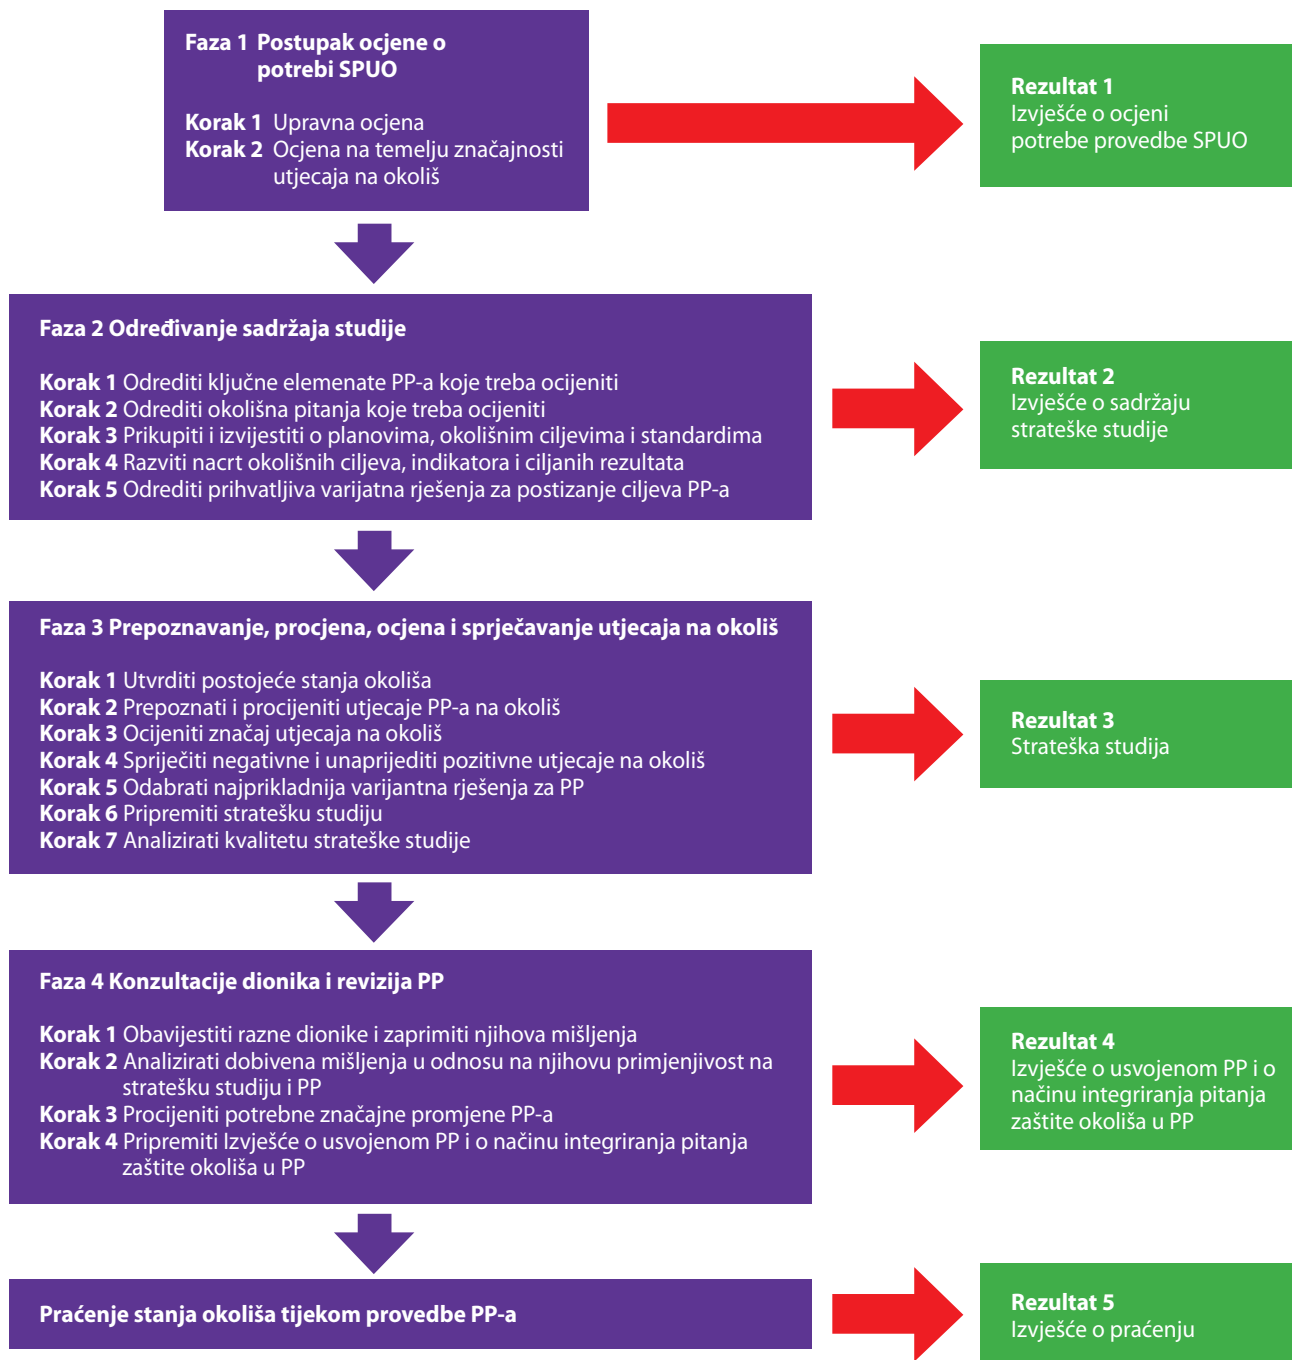 Faza 1 Postupak ocjene o
potrebi SPUO
Korak 1 Upravna ocjena
Korak 2 Ocjena na temelju značajnosti
utjecaja na okoliš
Rezultat 1
Izvješće o ocjeni
potrebe provedbe SPUO
Faza 2 Određivanje sadržaja studije
Korak 1 Odrediti ključne elemenate PP-a koje treba ocijeniti
Korak 2 Odrediti okolišna pitanja koje treba ocijeniti
Korak 3 Prikupiti i izvijestiti o planovima, okolišnim ciljevima i standardima
Korak 4 Razviti nacrt okolišnih ciljeva, indikatora i ciljanih rezultata
Korak 5 Odrediti prihvatljiva varijatna rješenja za postizanje ciljeva PP-a
Rezultat 2
Izvješće o sadržaju
strateške studije
Faza 3 Prepoznavanje, procjena, ocjena i sprječavanje utjecaja na okoliš
Korak 1 Utvrditi postojeće stanja okoliša
Korak 2 Prepoznati i procijeniti utjecaje PP-a na okoliš
Korak 3 Ocijeniti značaj utjecaja na okoliš
Korak 4 Spriječiti negativne i unaprijediti pozitivne utjecaje na okoliš
Korak 5 Odabrati najprikladnija varijantna rješenja za PP
Korak 6 Pripremiti stratešku studiju
Korak 7 Analizirati kvalitetu strateške studije
Rezultat 3
Strateška studija
Faza 4 Konzultacije dionika i revizija PP
Korak 1 Obavijestiti razne dionike i zaprimiti njihova mišljenja
Korak 2 Analizirati dobivena mišljenja u odnosu na njihovu primjenjivost na
stratešku studiju i PP
Korak 3 Procijeniti potrebne značajne promjene PP-a
Korak 4 Pripremiti Izvješće o usvojenom PP i o načinu integriranja pitanja
zaštite okoliša u PP
Rezultat 4
Izvješće o usvojenom PP i o
načinu integriranja pitanja
zaštite okoliša u PP
Praćenje stanja okoliša tijekom provedbe PP-a
Rezultat 5
Izvješće o praćenju